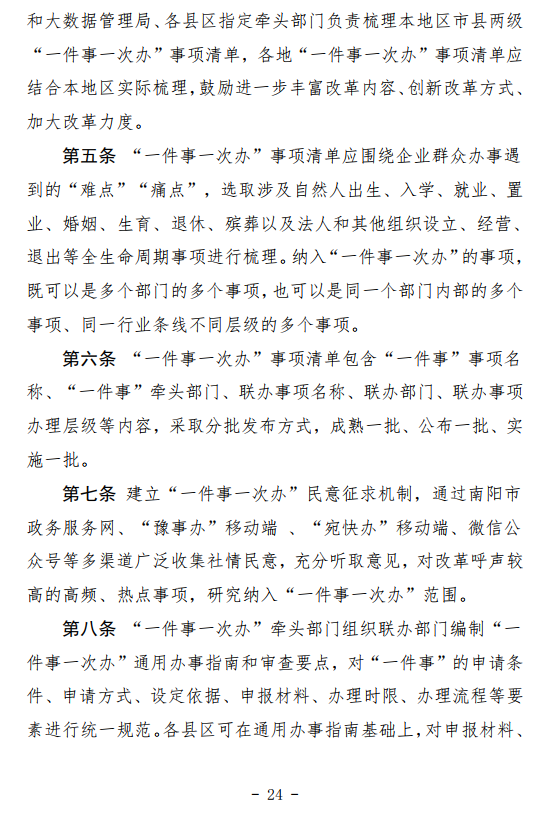 和大数据管理局、各县区指定牵头部门负责梳理本地区市县两级
“一件事一次办”事项清单，各地“一件事一次办”事项清单应
结合本地区实际梳理，鼓励进一步丰富改革内容、创新改革方式、
加大改革力度。
第五条 “一件事一次办”事项清单应围绕企业群众办事遇
到的“难点”“痛点”，选取涉及自然人出生、入学、就业、置
业、婚姻、生育、退休、殡葬以及法人和其他组织设立、经营、
退出等全生命周期事项进行梳理。纳入“一件事一次办”的事项，
既可以是多个部门的多个事项，也可以是同一个部门内部的多个
事项、同一行业条线不同层级的多个事项。
第六条 “一件事一次办”事项清单包含“一件事”事项名
称、“一件事”牵头部门、联办事项名称、联办部门、联办事项
办理层级等内容，采取分批发布方式，成熟一批、公布一批、实
施一批。
第七条 建立“一件事一次办”民意征求机制，通过南阳市
政务服务网、“豫事办”移动端 、“宛快办”移动端、微信公
众号等多渠道广泛收集社情民意，充分听取意见，对改革呼声较
高的高频、热点事项，研究纳入“一件事一次办”范围。
第八条 “一件事一次办”牵头部门组织联办部门编制“一
件事一次办”通用办事指南和审查要点，对“一件事”的申请条
件、申请方式、设定依据、申报材料、办理时限、办理流程等要
素进行统一规范。各县区可在通用办事指南基础上，对申报材料、
- 24 -